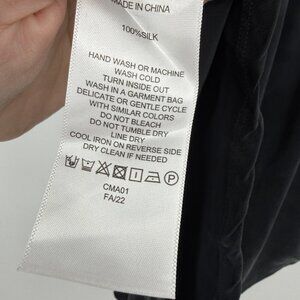 MADE IN CHINA
100%SILK
HAND WASH OR MACHINE
WASH COLD
TURN INSIDE OUT
WASH IN A GARMENT BAG
DELICATE OR GENTLE CYCLE
WITH SIMILAR COLORS
DO NOT BLEACH
DO NOT TUMBLE DRY
LINE DRY
COOL IRON ON REVERSE SIDE
DRY CLEAN IF NEEDED
P
CMA01
FA/22